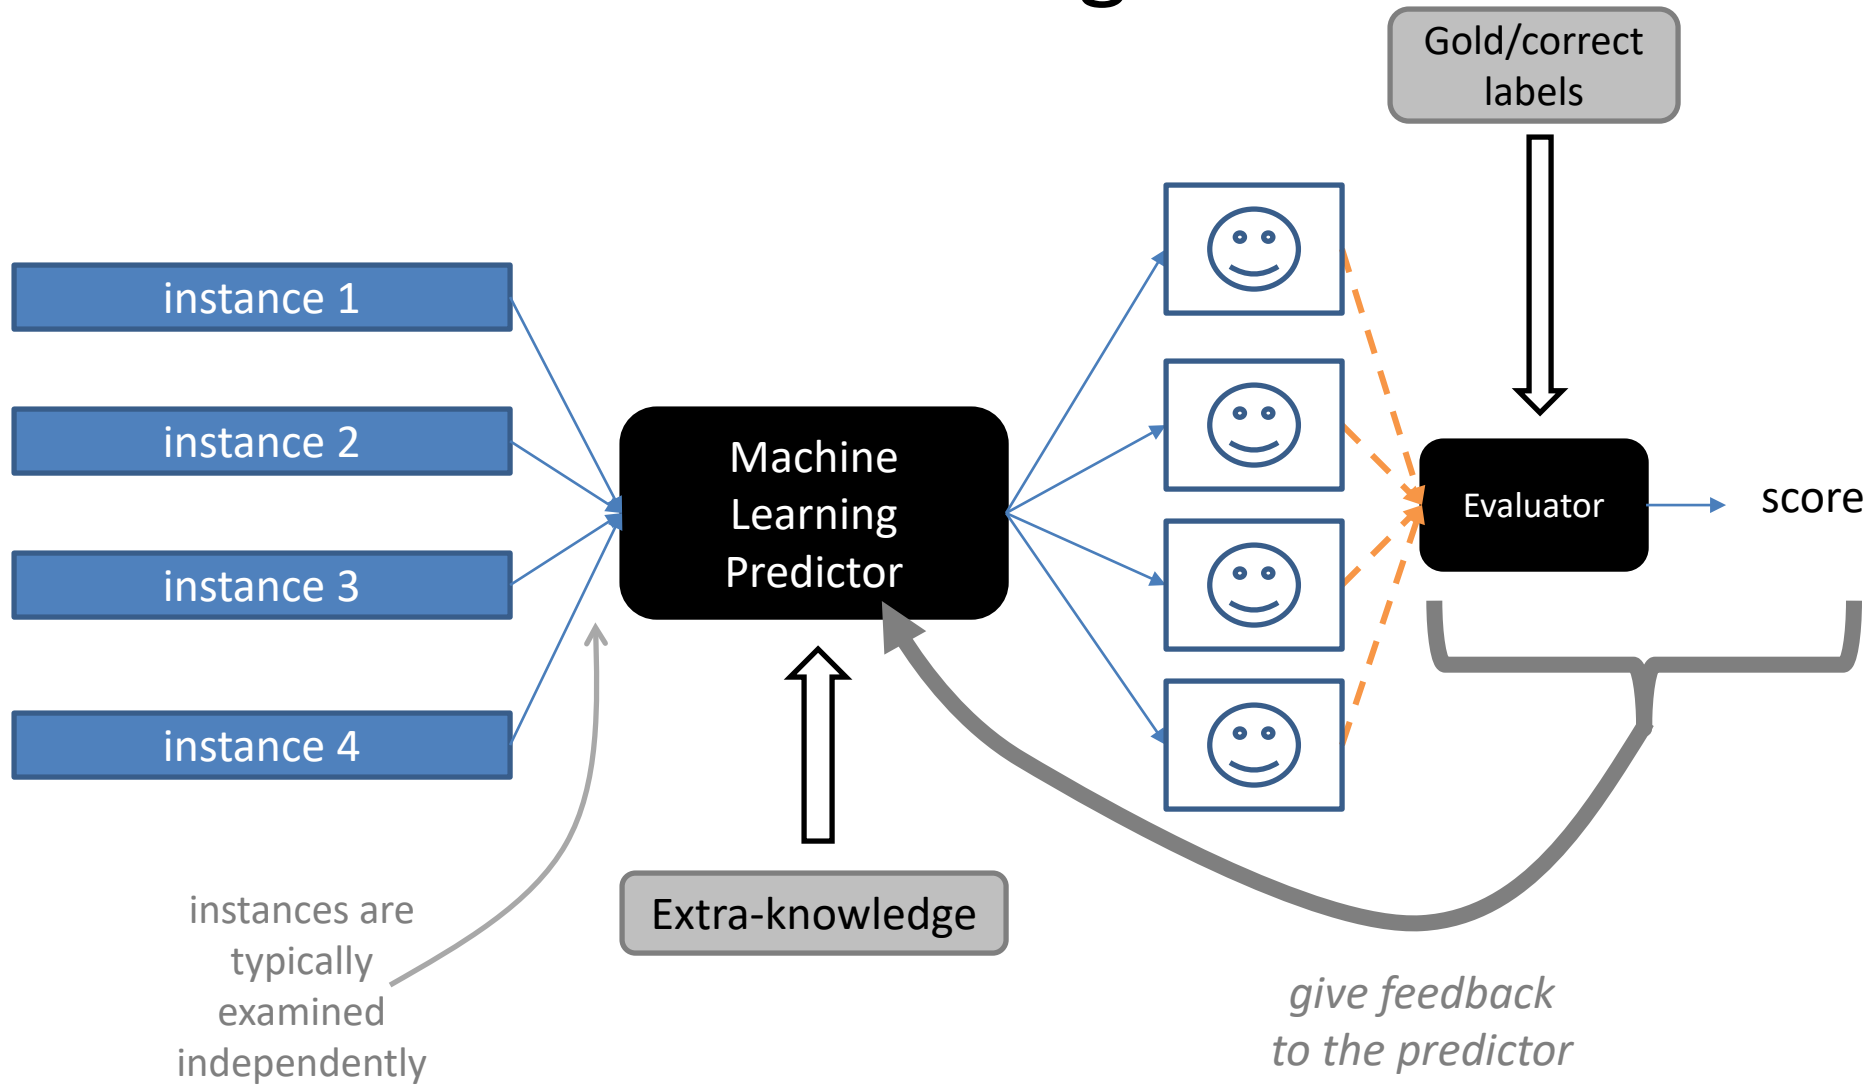 Gold/correct
labels
instance 1
instance 2
instance 3
instance 4
Machine
Learning
Predictor
Evaluator
score
Extra-knowledge
instances are
typically
examined
independently
give feedback
to the predictor